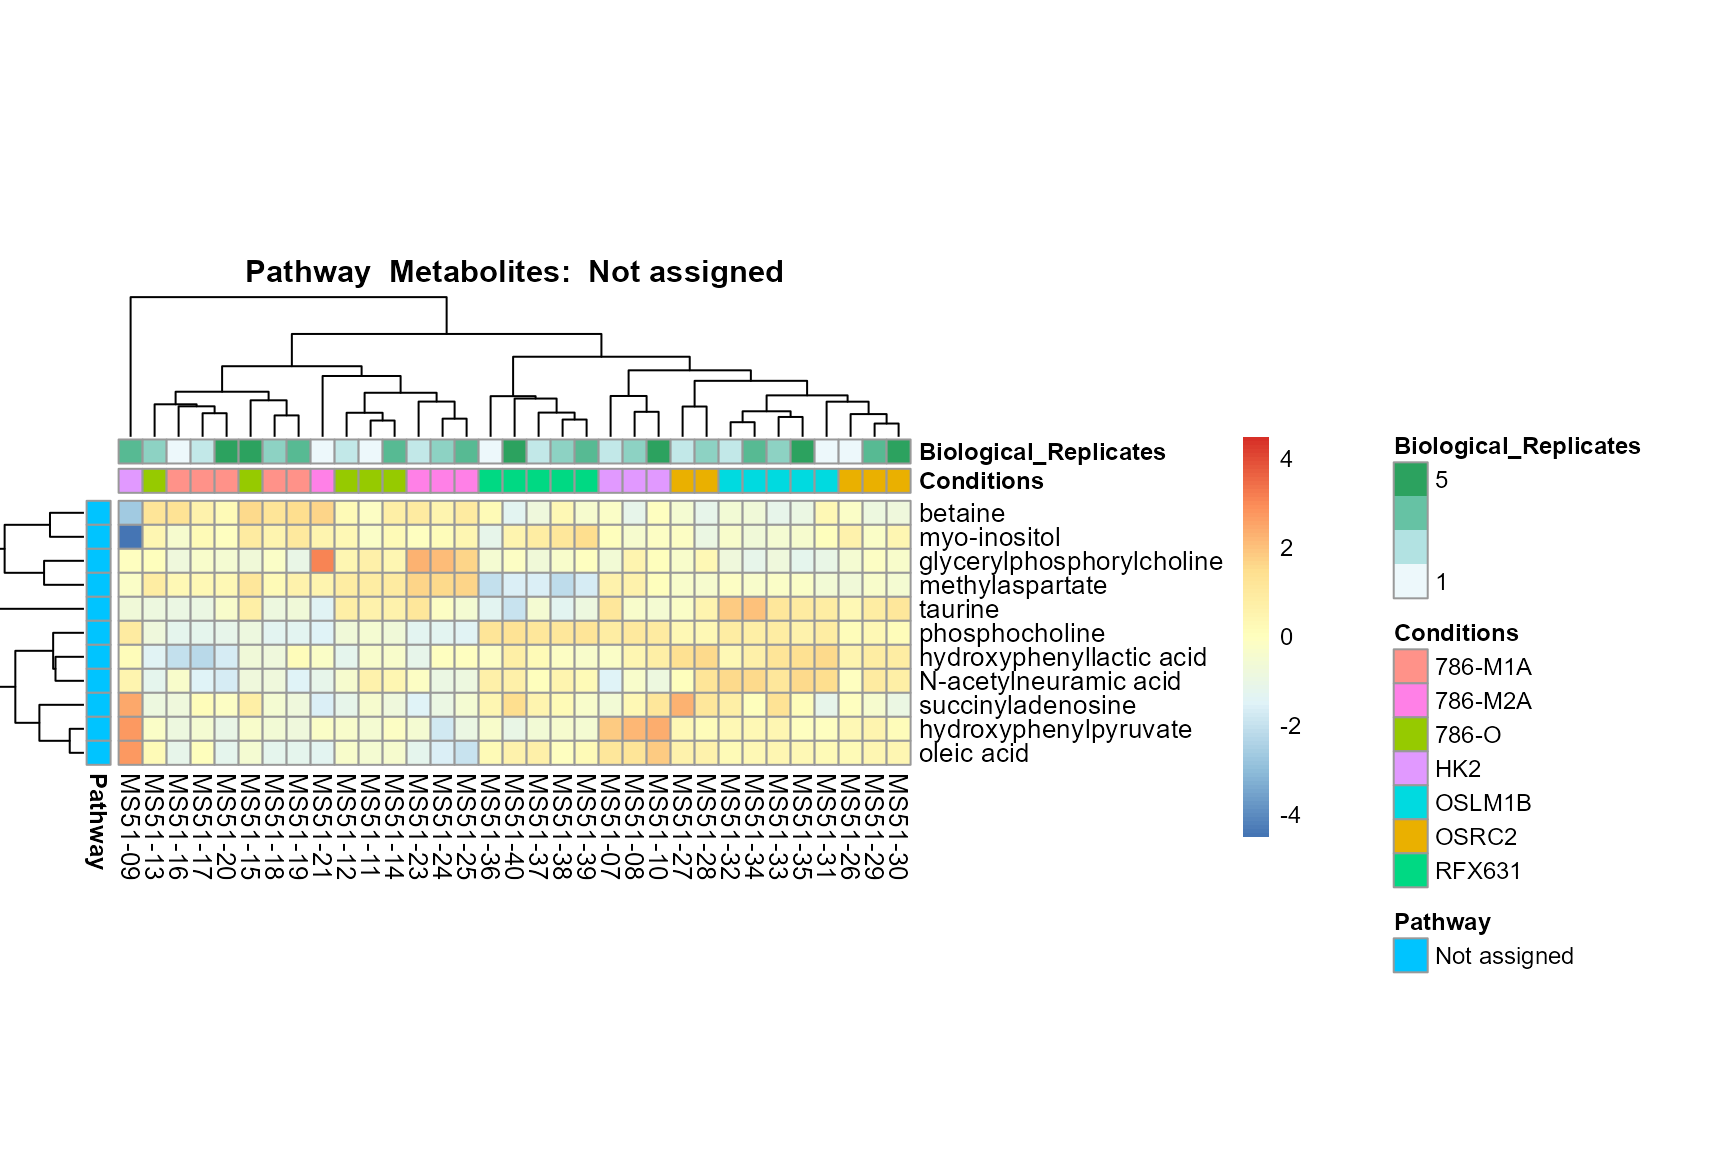 Pathway  Metabolites:  Not assigned
Biological_Replicates
Conditions
betaine
myo-inositol
glycerylphosphorylcholine
methylaspartate
taurine
phosphocholine
hydroxyphenyllactic acid
N-acetylneuramic acid
succinyladenosine
hydroxyphenylpyruvate
oleic acid
Pathway
MS51-09
MS51-13
MS51-16
MS51-17
MS51-20
MS51-15
MS51-18
MS51-19
MS51-21
MS51-12
MS51-11
MS51-14
MS51-23
MS51-24
MS51-25
MS51-36
MS51-40
MS51-37
MS51-38
MS51-39
MS51-07
MS51-08
MS51-10
MS51-27
MS51-28
MS51-32
MS51-34
MS51-33
MS51-35
MS51-31
MS51-26
MS51-29
MS51-30
4
2
0
-2
-4
Biological_Replicates
5
1
Conditions
786-M1A
786-M2A
786-O
HK2
OSLM1B
OSRC2
RFX631
Pathway
Not assigned